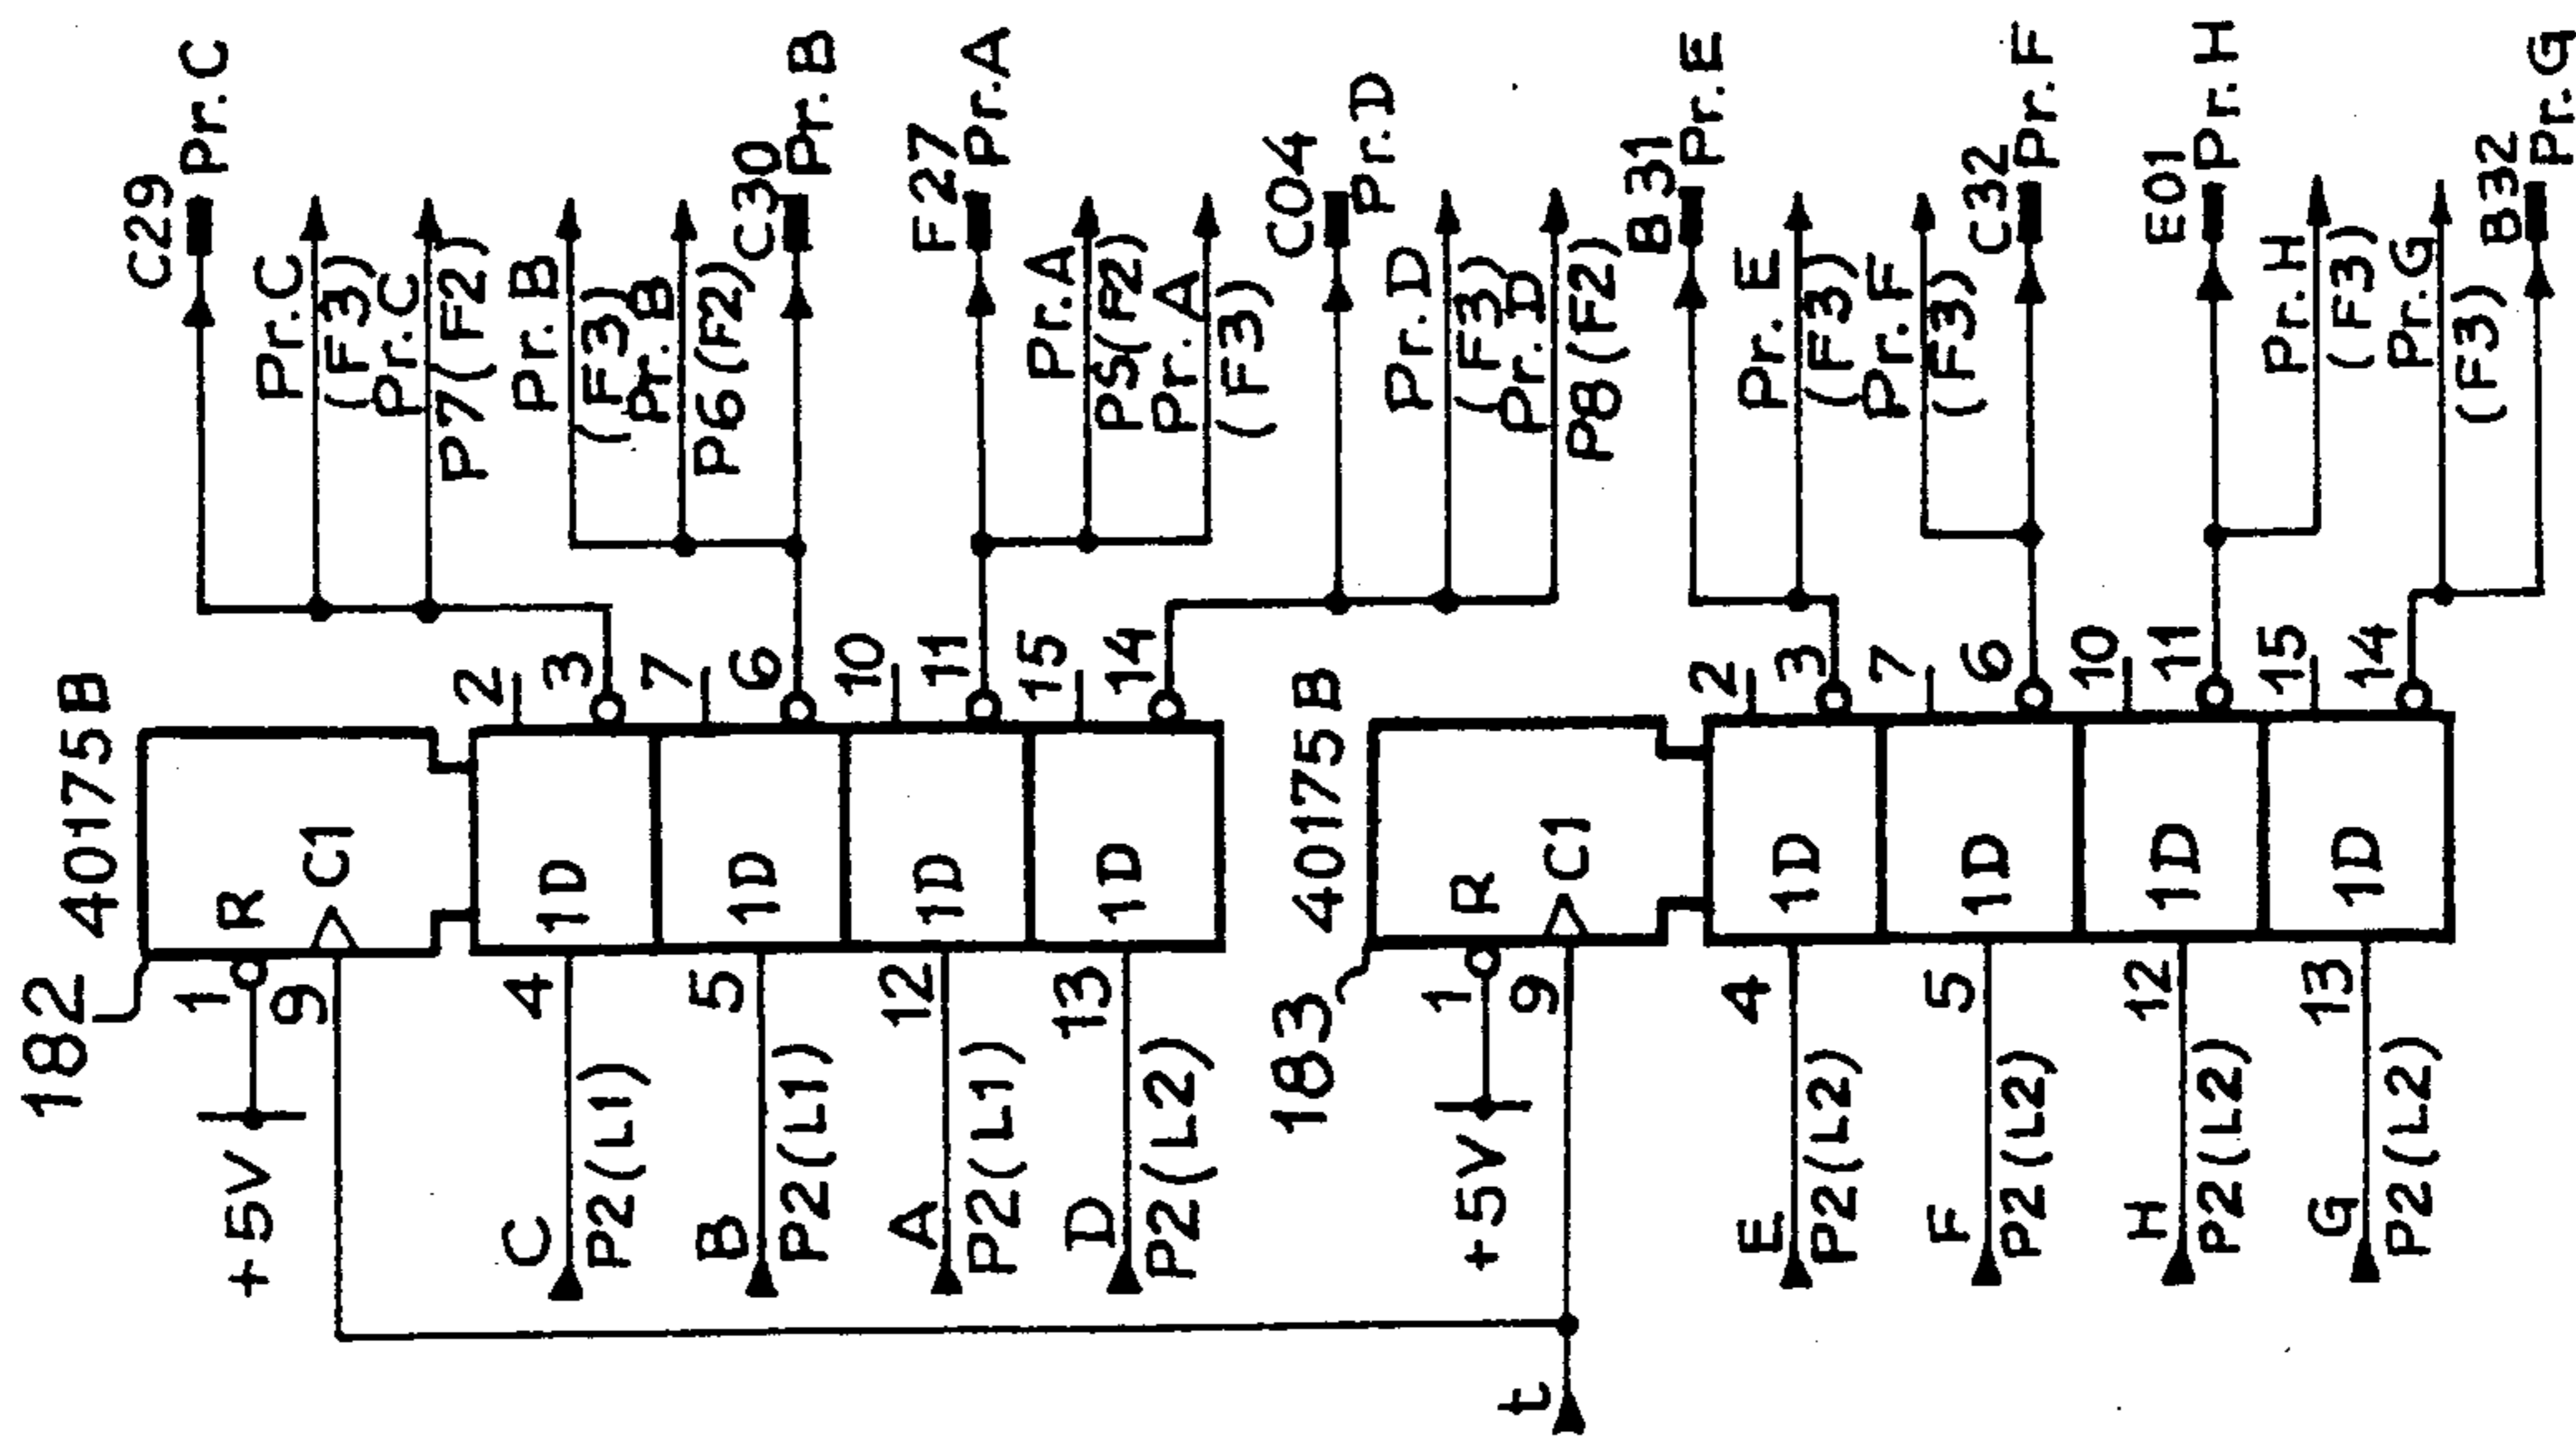 182
40175B
+5V
1
R
9
C1
C
P2(L1)
4
1D
2
3
B
P2(L1)
5
1D
7
6
A
P2(L1)
12
1D
10
11
D
P2(L2)
13
1D
15
14
C29
Pr.C
Pr.C
(F3)
Pr.C
P7(F2)
Pr.B
(F3)
Pr.B
P6(F2)
C30
Pr.B
F27
Pr.A
Pr.A
P5(F2)
Pr.A
(F3)
C04
Pr.D
Pr.D
(F3)
Pr.D
P8(F2)
183
40175B
+5V
1
R
9
C1
t
E
P2(L2)
4
1D
2
3
F
P2(L2)
5
1D
7
6
H
P2(L2)
12
1D
10
11
G
P2(L2)
13
1D
15
14
B31
Pr.E
Pr.E
(F3)
Pr.F
(F3)
C32
Pr.F
E01
Pr.H
Pr.H
(F3)
Pr.G
(F3)
B32
Pr.G